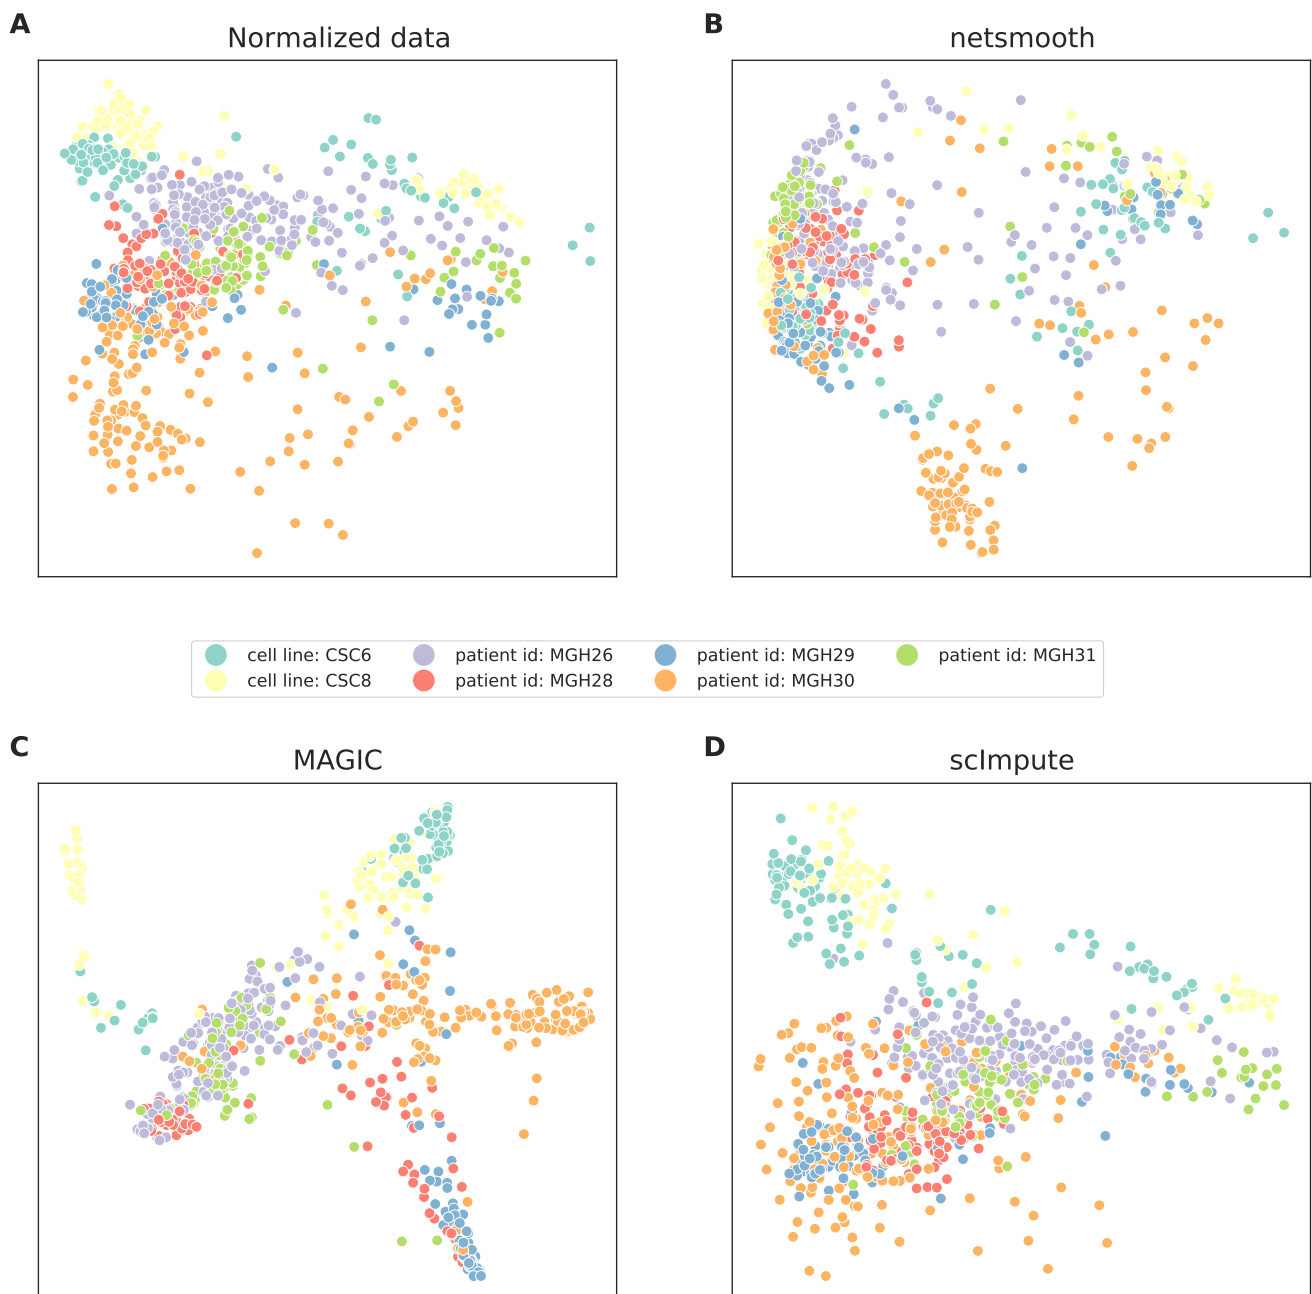 A
Normalized data
B
netsmooth
cell line: CSC6
patient id: MGH26
patient id: MGH29
patient id: MGH31
cell line: CSC8
patient id: MGH28
patient id: MGH30
C
MAGIC
D
scImpute